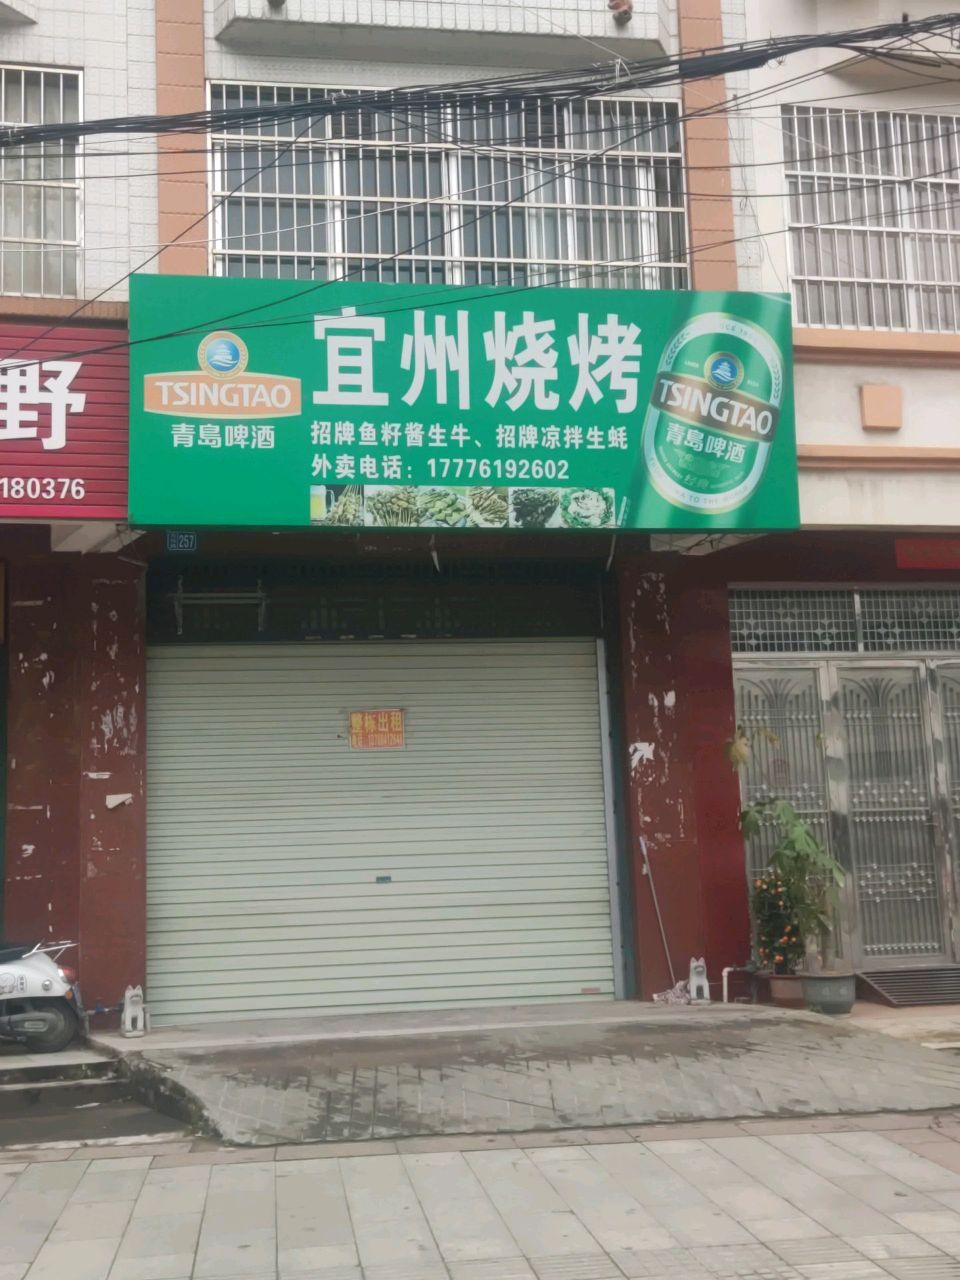 宜州烧烤
TSINGTAO
青島啤酒
招牌鱼籽酱生牛、招牌凉拌生蚝
外卖电话：17776192602
TSINGTAO
青島啤酒
经典
野
180376
257
整栋出租